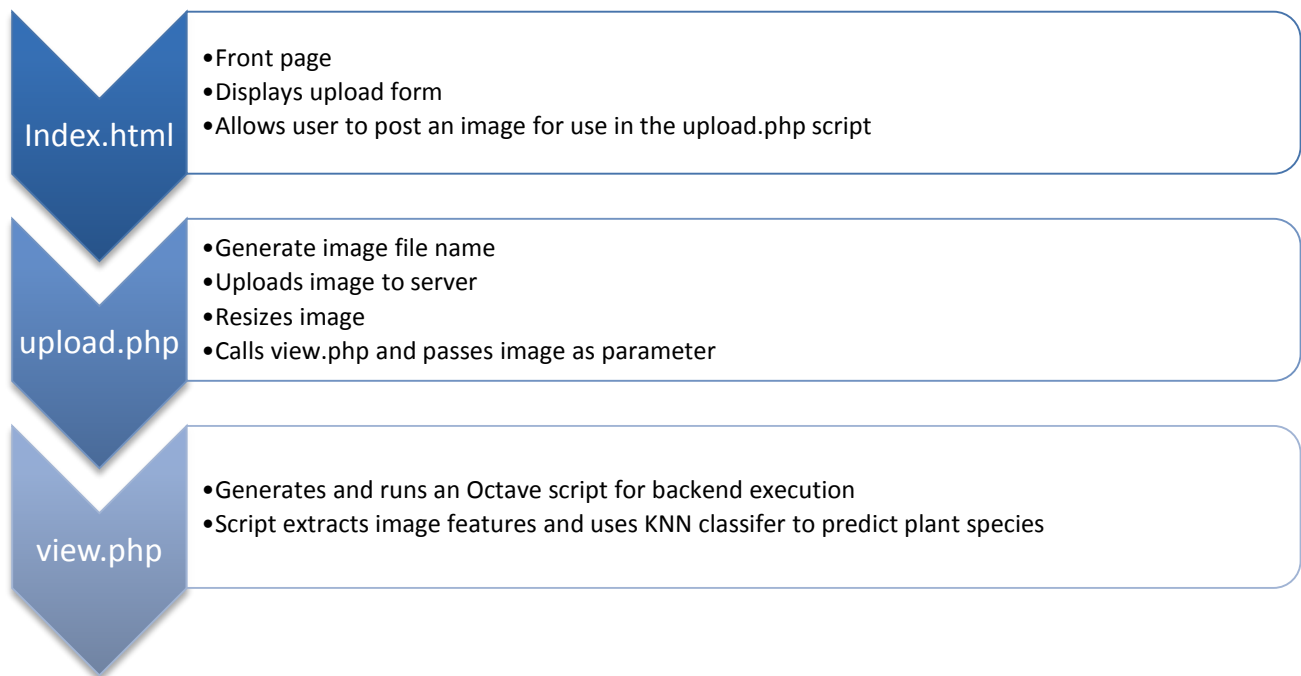 Index.html
•Front page
•Displays upload form
•Allows user to post an image for use in the upload.php script
upload.php
•Generate image file name
•Uploads image to server
•Resizes image
•Calls view.php and passes image as parameter
view.php
•Generates and runs an Octave script for backend execution
•Script extracts image features and uses KNN classifer to predict plant species